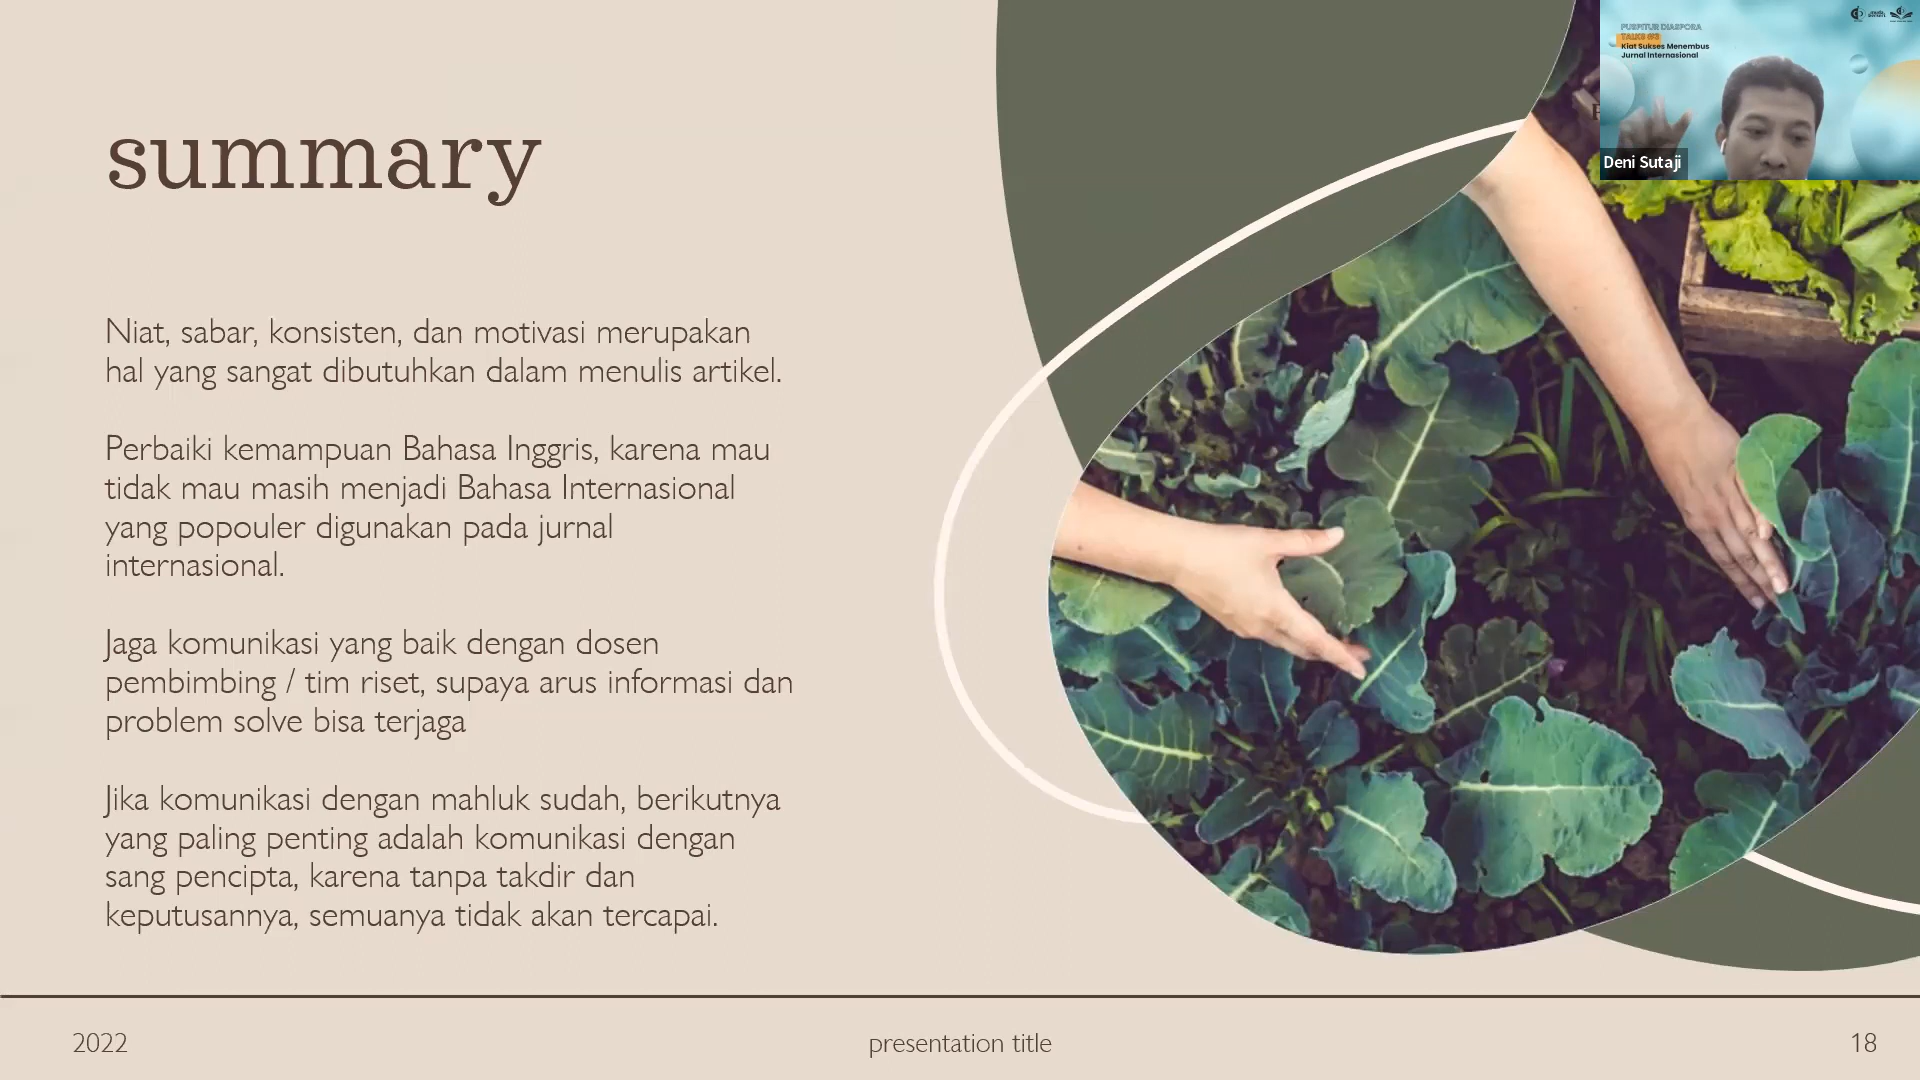 summary
Niat, sabar, konsisten, dan motivasi merupakan
hal yang sangat dibutuhkan dalam menulis artikel.
Perbaiki kemampuan Bahasa Inggris, karena mau
tidak mau masih menjadi Bahasa Internasional
yang popouler digunakan pada jurnal
internasional.
Jaga komunikasi yang baik dengan dosen
pembimbing / tim riset, supaya arus informasi dan
problem solve bisa terjaga
Jika komunikasi dengan mahluk sudah, berikutnya
yang paling penting adalah komunikasi dengan
sang pencipta, karena tanpa takdir dan
keputusannya, semuanya tidak akan tercapai.
2022
presentation title
18
PUSPITUR DIASPORA
TALKS #3
Kiat Sukses Menembus
Jurnal Internasional
Deni Sutaji